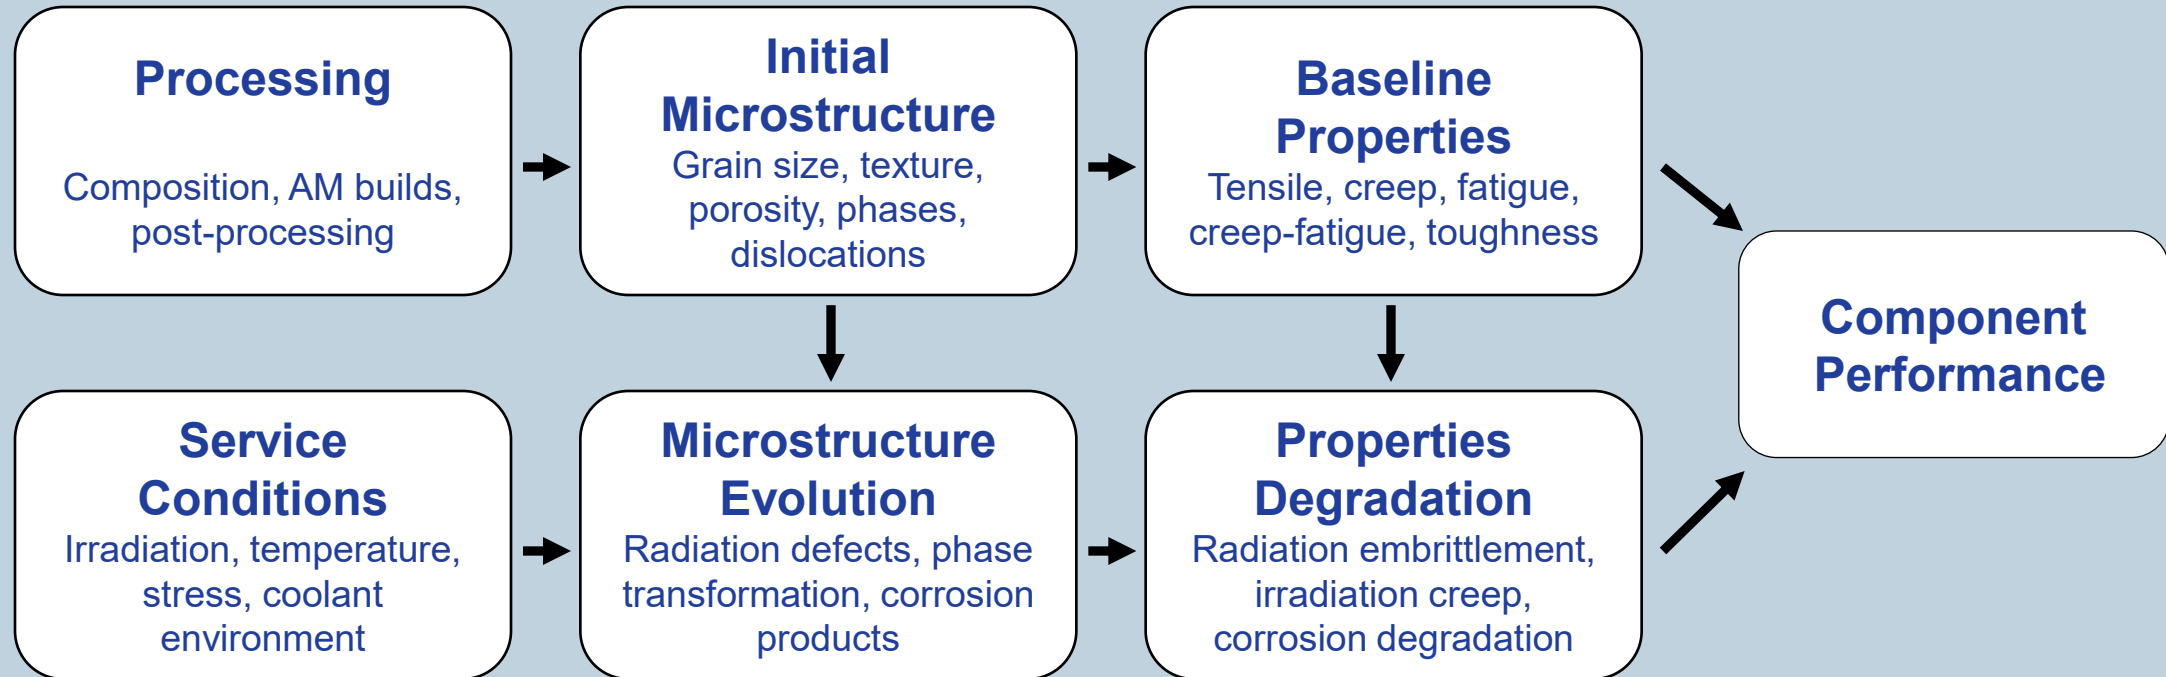 Processing
Composition, AM builds,
post-processing
Initial
Microstructure
Grain size, texture,
porosity, phases,
dislocations
Baseline
Properties
Tensile, creep, fatigue,
creep-fatigue, toughness
Component
Performance
Service
Conditions
Irradiation, temperature,
stress, coolant
environment
Microstructure
Evolution
Radiation defects, phase
transformation, corrosion
products
Properties
Degradation
Radiation embrittlement,
irradiation creep,
corrosion degradation